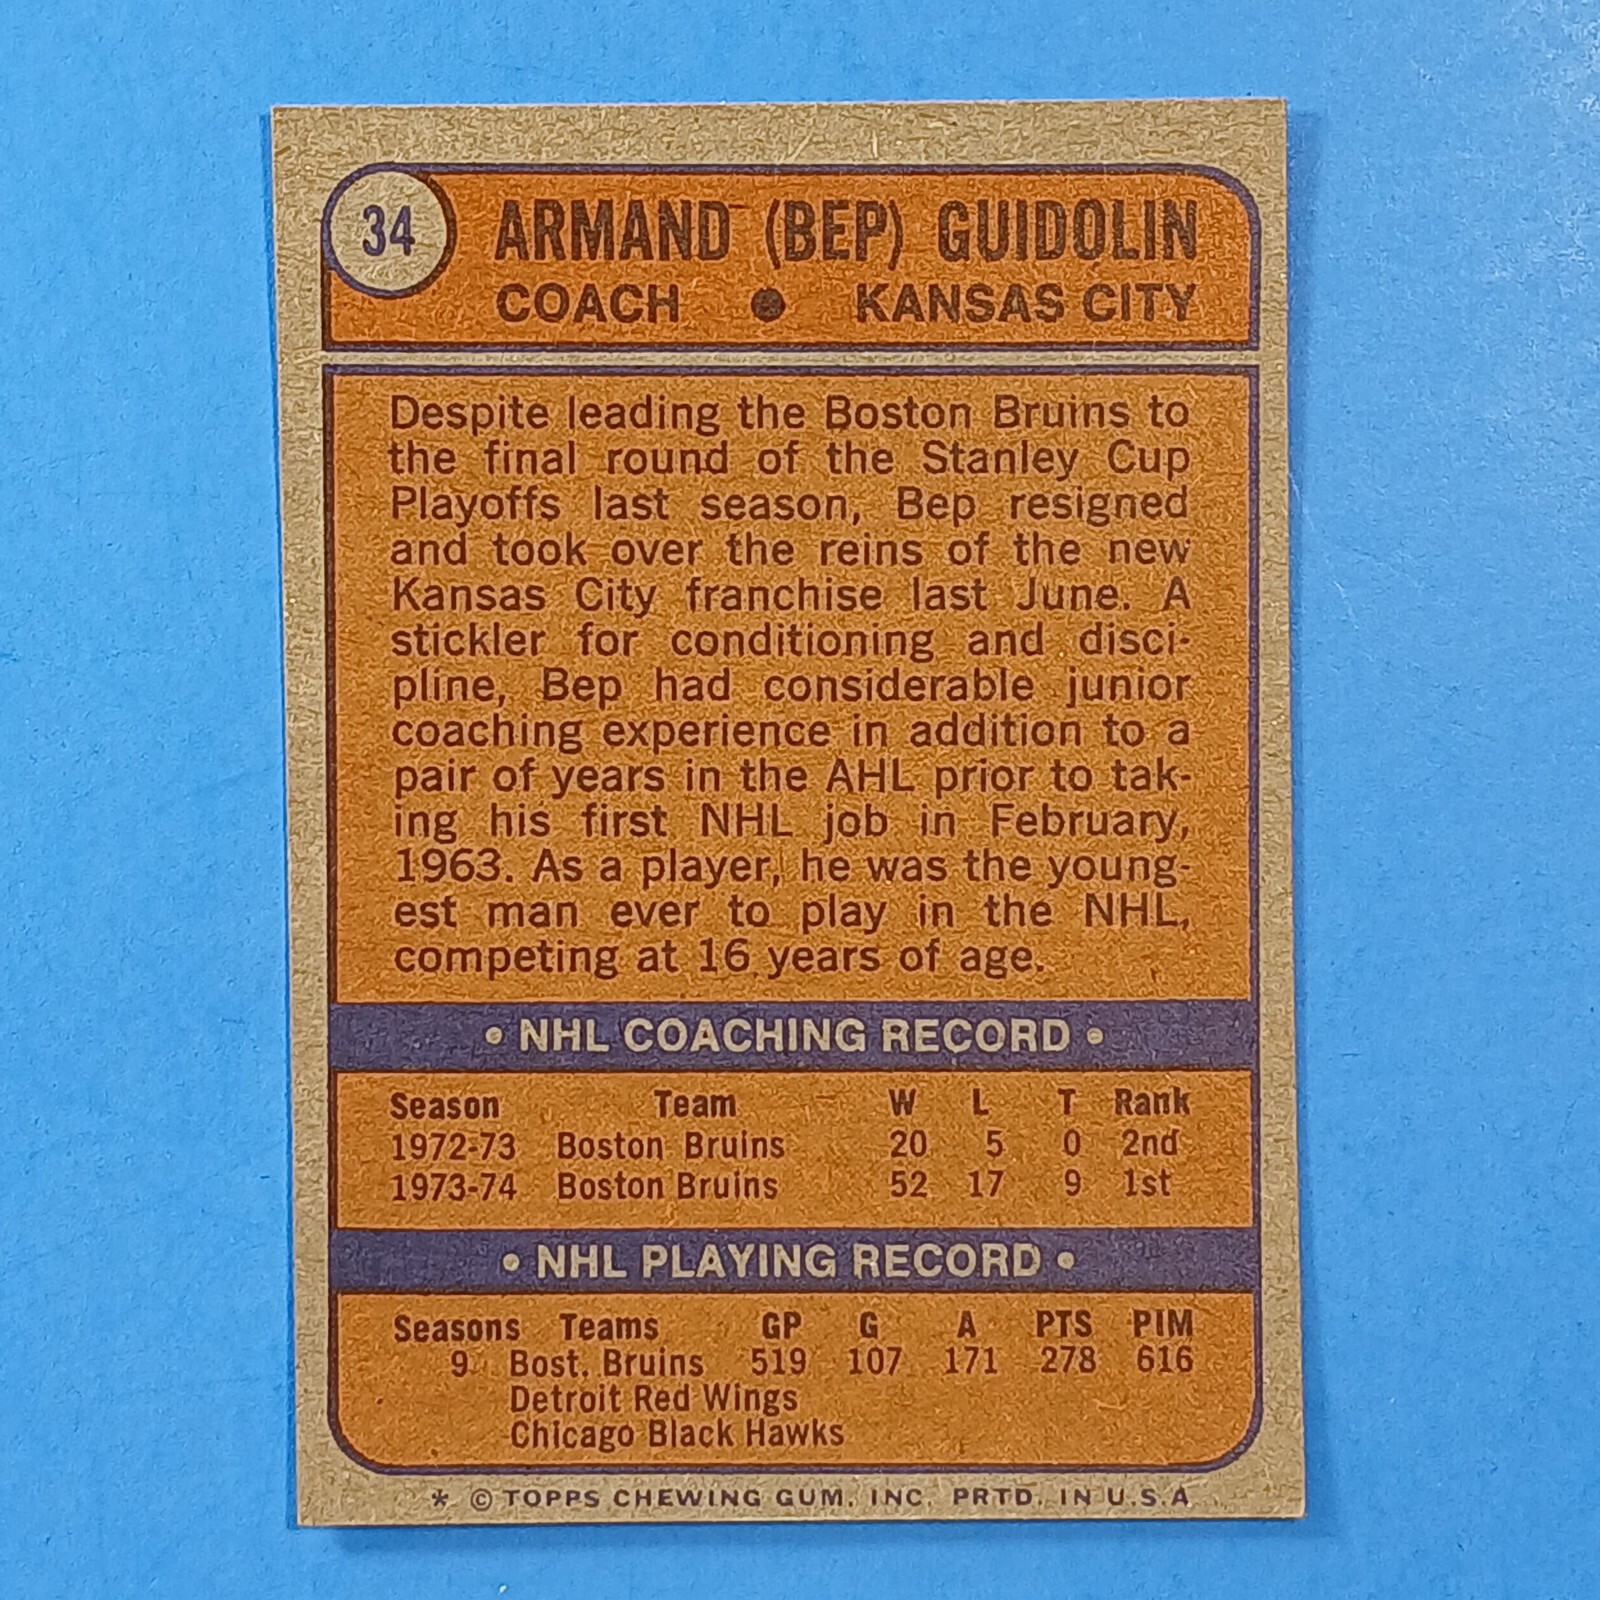 34
ARMAND (BEP) GUIDOLIN
COACH ● KANSAS CITY
Despite leading the Boston Bruins to
the final round of the Stanley Cup
Playoffs last season, Bep resigned
and took over the reins of the new
Kansas City franchise last June. A
stickler for conditioning and disci-
pline, Bep had considerable junior
coaching experience in addition to a
pair of years in the AHL prior to tak-
ing his first NHL job in February,
1963. As a player, he was the young-
est man ever to play in the NHL,
competing at 16 years of age.
• NHL COACHING RECORD •
Season Team W L T Rank
1972-73 Boston Bruins 20 5 0 2nd
1973-74 Boston Bruins 52 17 9 1st
• NHL PLAYING RECORD •
Seasons Teams GP G A PTS PIM
9 Bost. Bruins 519 107 171 278 616
Detroit Red Wings
Chicago Black Hawks
* © TOPPS CHEWING GUM, INC. PRTD. IN U.S.A